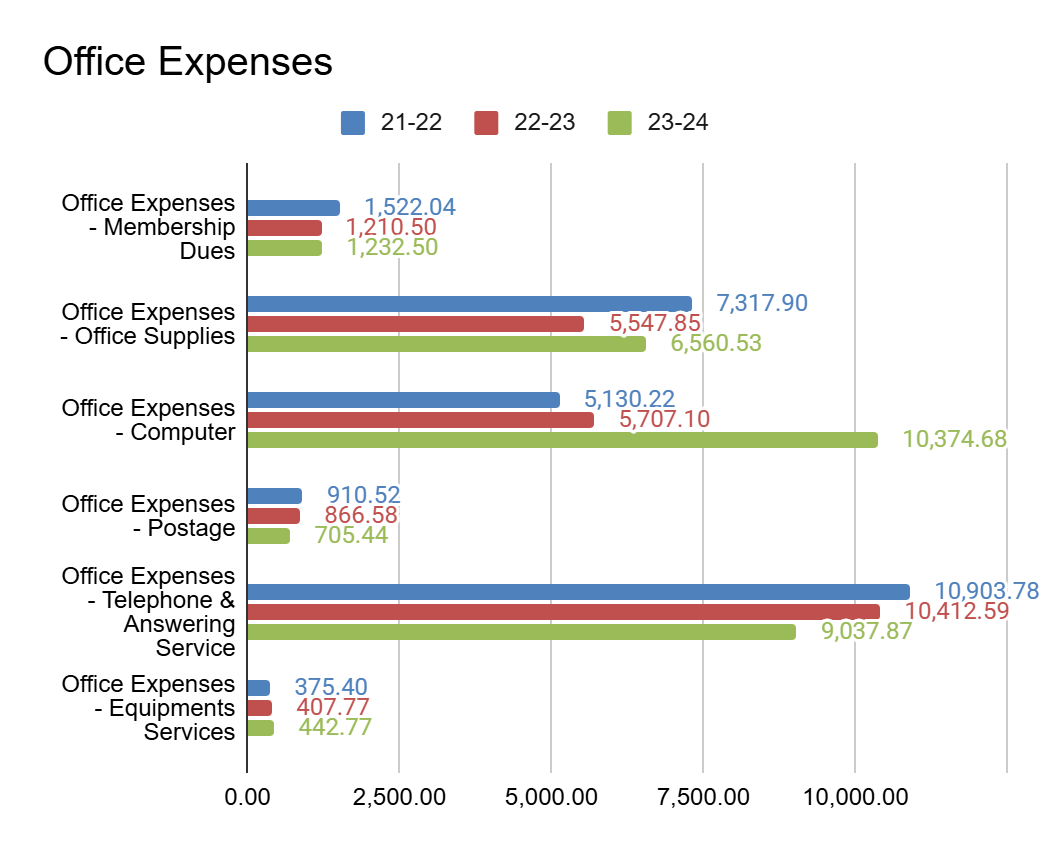 Office Expenses
21-22
22-23
23-24
Office Expenses
- Membership
Dues
1,522.04
1,210.50
1,232.50
Office Expenses
- Office Supplies
7,317.90
5,547.85
6,560.53
Office Expenses
- Computer
5,130.22
5,707.10
10,374.68
Office Expenses
- Postage
910.52
866.58
705.44
Office Expenses
- Telephone &
Answering
Service
10,903.78
10,412.59
9,037.87
Office Expenses
- Equipments
Services
375.40
407.77
442.77
0.00
2,500.00
5,000.00
7,500.00
10,000.00